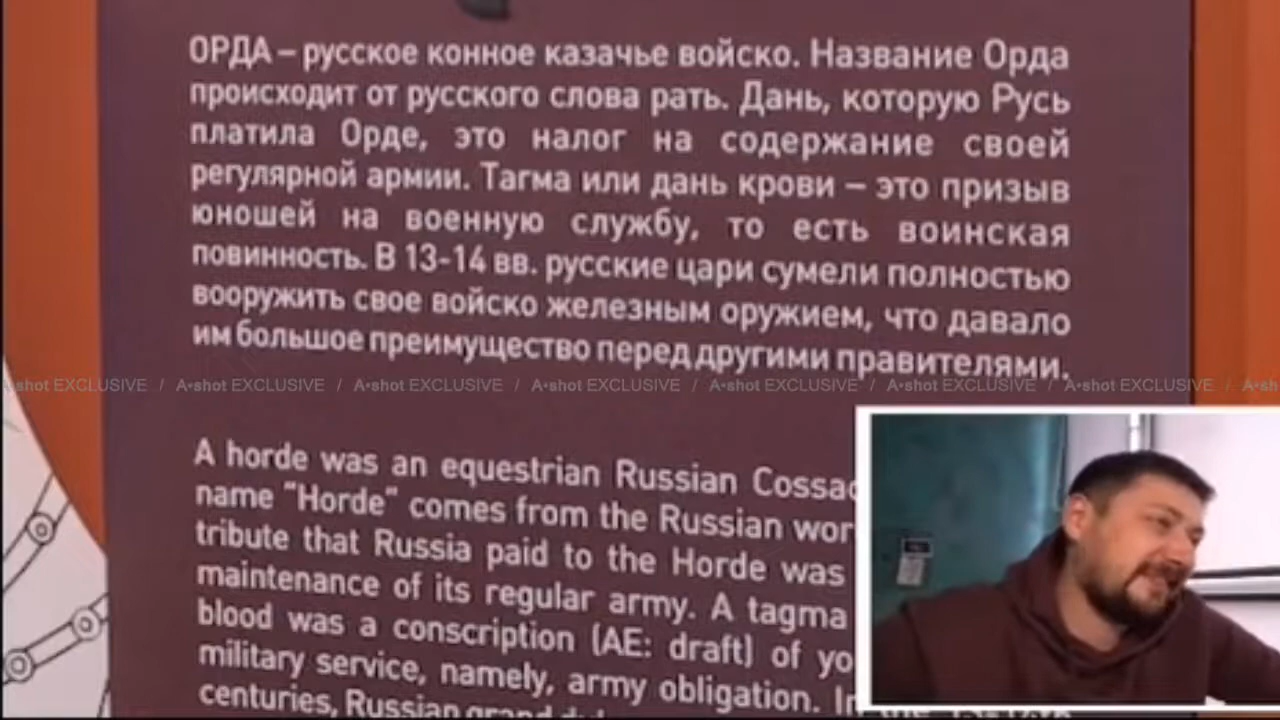 ОРДА – русское конное казачье войско. Название Орда
происходит от русского слова рать. Дань, которую Русь
платила Орде, это налог на содержание своей
регулярной армии. Тагма или дань крови – это призыв
юношей на военную службу, то есть воинская
повинность. В 13-14 вв. русские цари сумели полностью
вооружить свое войско железным оружием, что давало
им большое преимущество перед другими правителями.
A•shot EXCLUSIVE / A•shot EXCLUSIVE / A•shot EXCLUSIVE / A•shot EXCLUSIVE / A•shot EXCLUSIVE / A•shot EXCLUSIVE / A•shot EXCLUSIVE / A•sh
A horde was an equestrian Russian Cossac
name “Horde” comes from the Russian wor
tribute that Russia paid to the Horde was
maintenance of its regular army. A tagma
blood was a conscription (AE: draft) of yo
military service, namely, army obligation. In
centuries, Russian grand